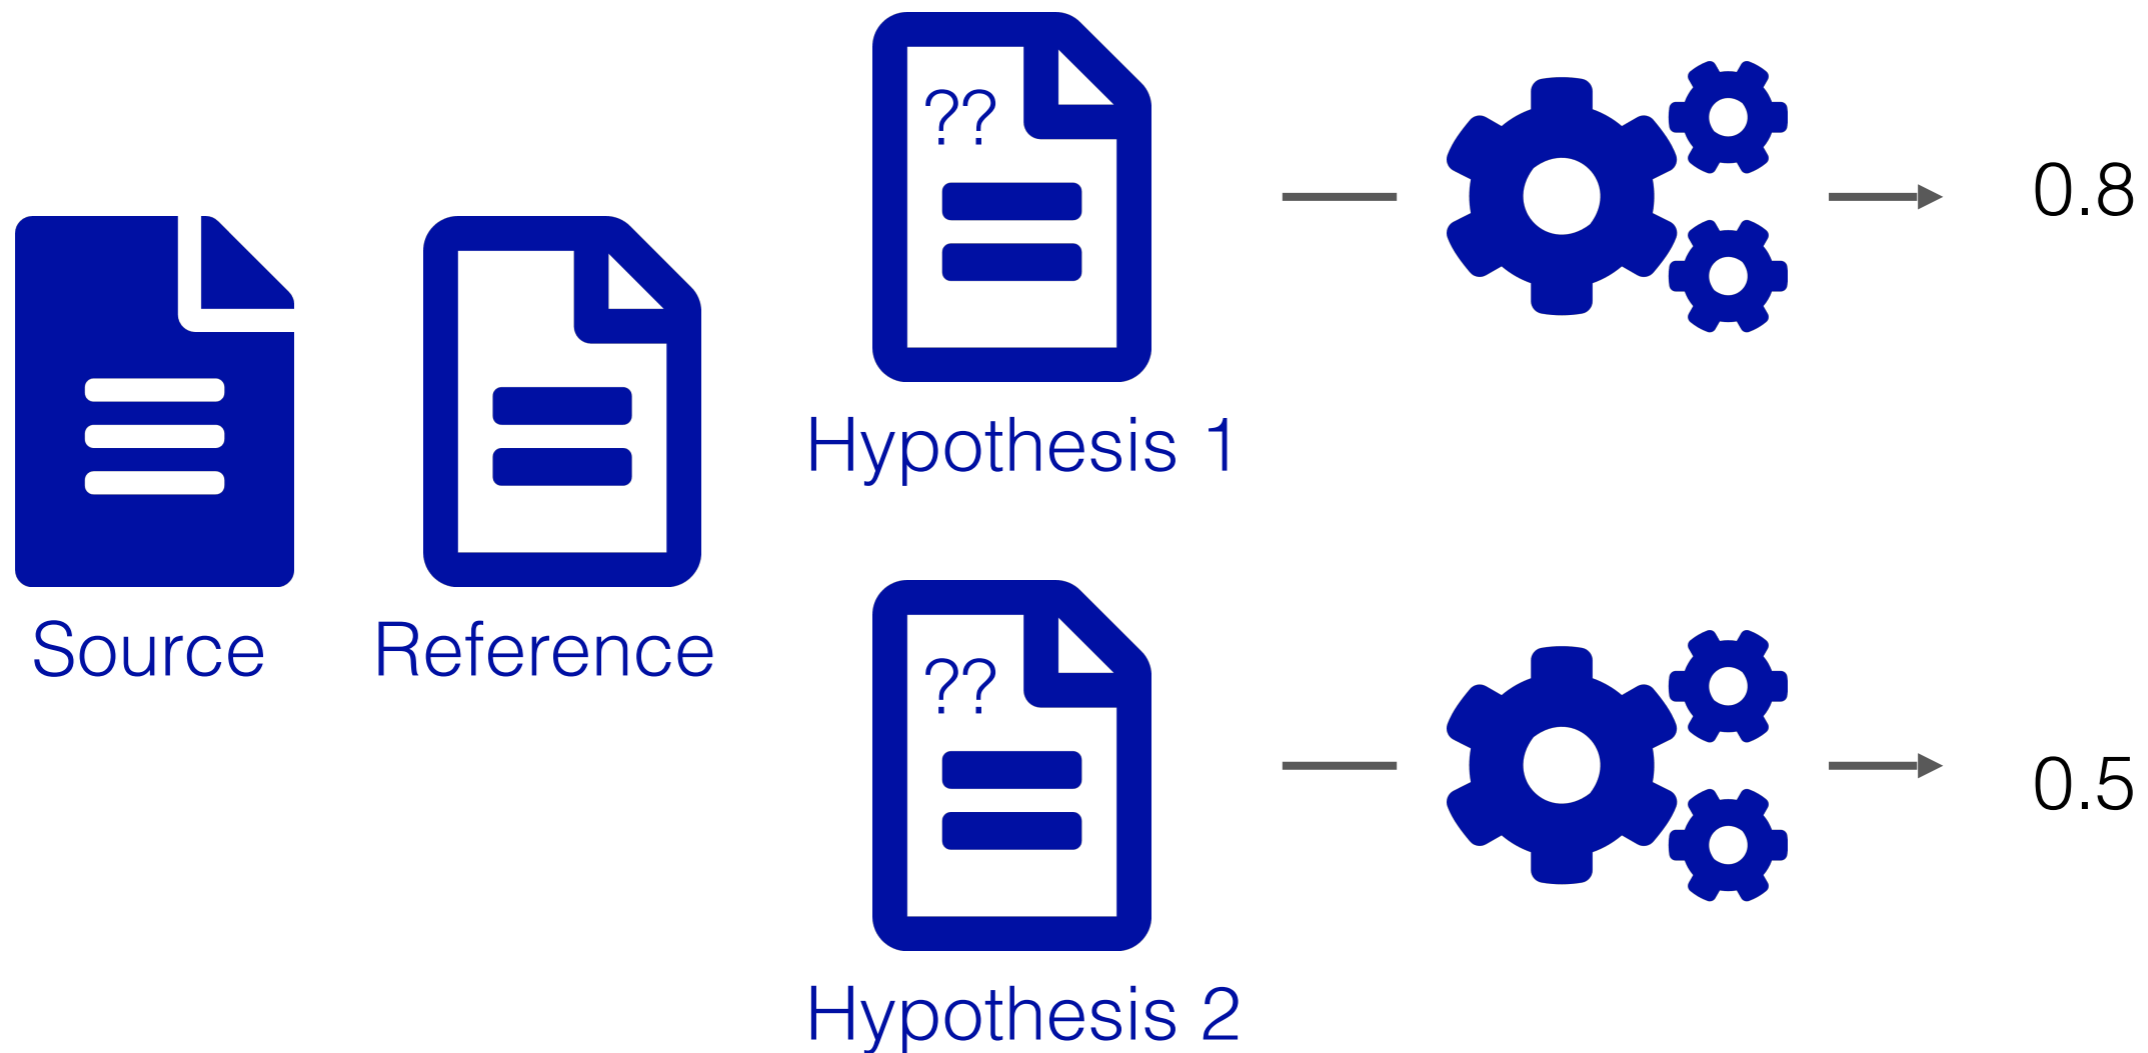 ??
0.8
Hypothesis 1
Source
Reference
??
0.5
Hypothesis 2